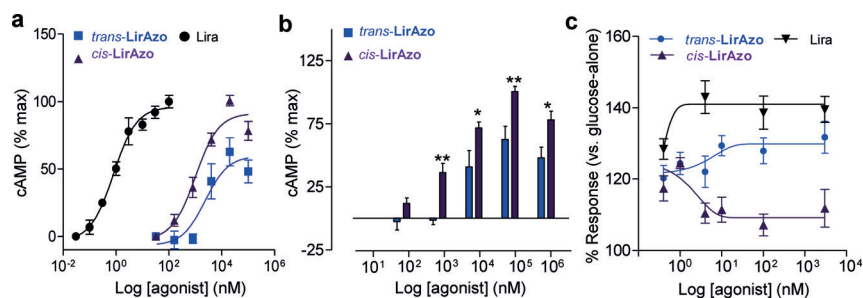 a
trans-LirAzo
Lira
cis-LirAzo
150
100
50
0
cAMP (% max)
10⁻² 10⁰ 10² 10⁴ 10⁶
Log [agonist] (nM)
b
trans-LirAzo
cis-LirAzo
125
75
25
-25
cAMP (% max)
** * ** * 
10¹ 10² 10³ 10⁴ 10⁵ 10⁶
Log [agonist] (nM)
c
trans-LirAzo
Lira
cis-LirAzo
160
140
120
100
% Response (vs. glucose-alone)
10⁰ 10² 10⁴
Log [agonist] (nM)